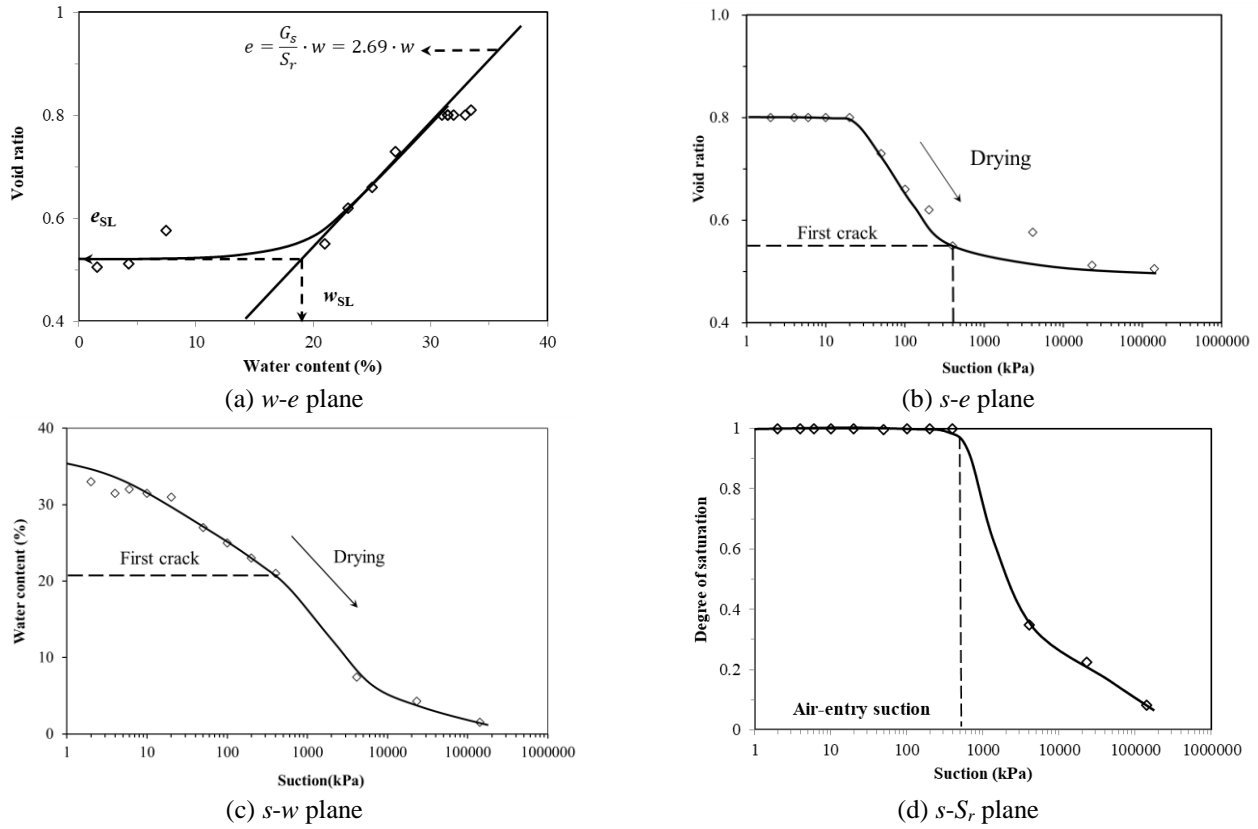 1
0.8
0.6
0.4
Void ratio
e = G_s/S_r · w = 2.69 · w
e_SL
w_SL
0 10 20 30 40
Water content (%)
(a) w-e plane
1.0
0.8
0.6
0.4
Void ratio
Drying
First crack
1 10 100 1000 10000 100000 1000000
Suction (kPa)
(b) s-e plane
40
30
20
10
0
Water content (%)
First crack
Drying
1 10 100 1000 10000 100000 1000000
Suction(kPa)
(c) s-w plane
1
0.8
0.6
0.4
0.2
0
Degree of saturation
Air-entry suction
1 10 100 1000 10000 100000 1000000
Suction (kPa)
(d) s-S_r plane